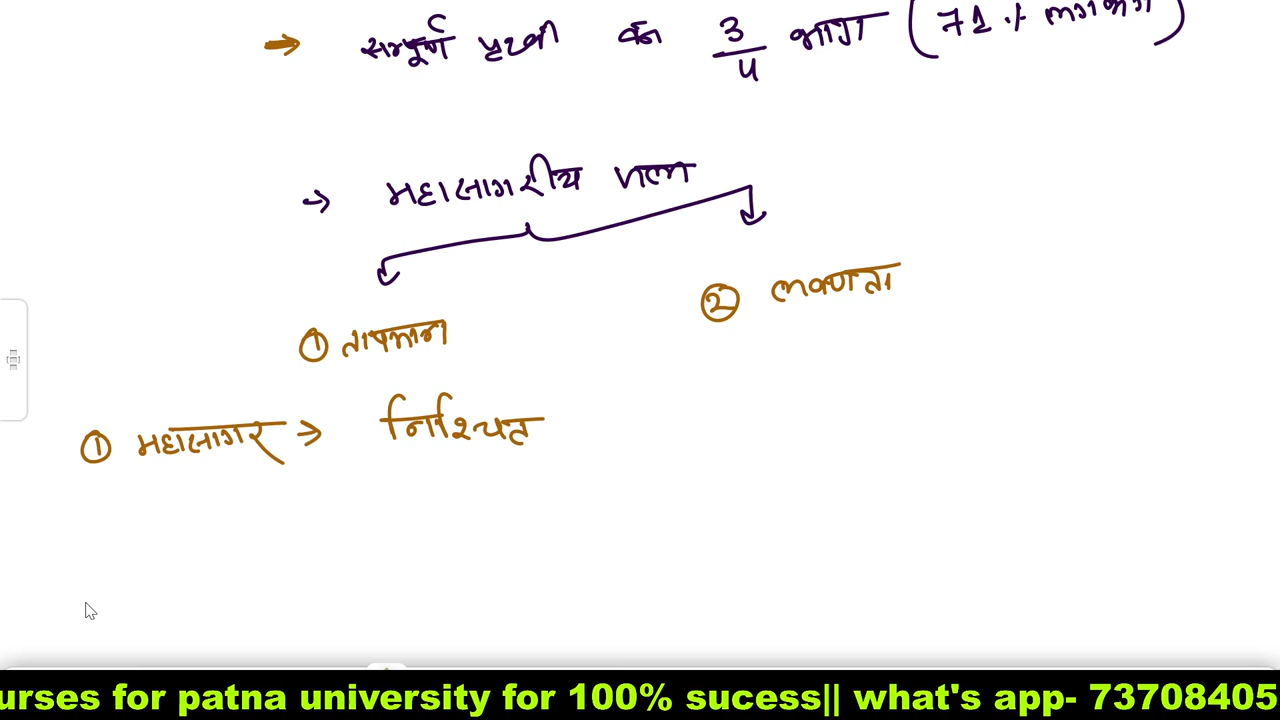 → सम्पूर्ण पृथ्वी का 3/4 भाग (71% लगभग)
→ महासागरीय जल
① तापमान ② लवणता
① महासागर → निश्चित
urses for patna university for 100% sucess|| what's app- 73708405